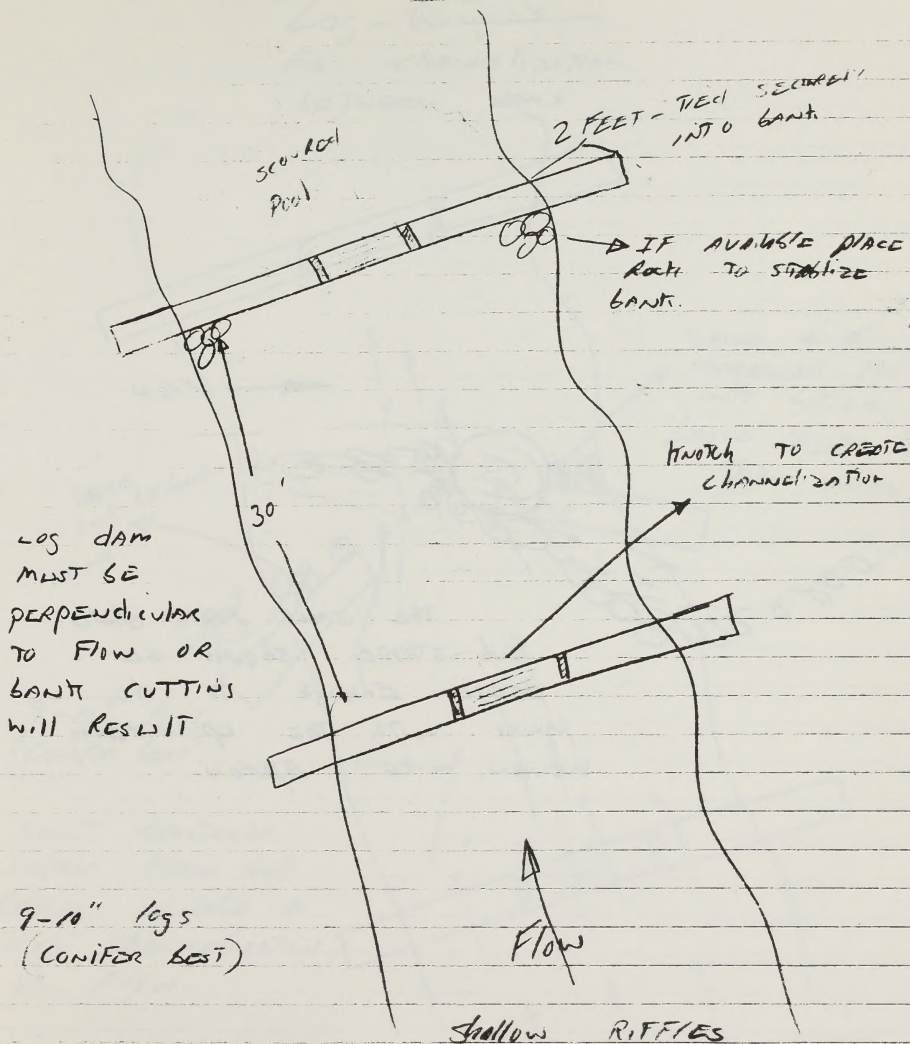 2 FEET - TIED SECURELY
INTO BANK
SCOURED
POOL
IF AVAILABLE PLACE
ROCK TO STABILIZE
BANK.
KNOTCH TO CREATE
CHANNELIZATION
30'
LOG DAM
MUST BE
PERPENDICULAR
TO FLOW OR
BANK CUTTING
WILL RESULT
9-10" logs
(CONIFER BEST)
Flow
Shallow RIFFLES